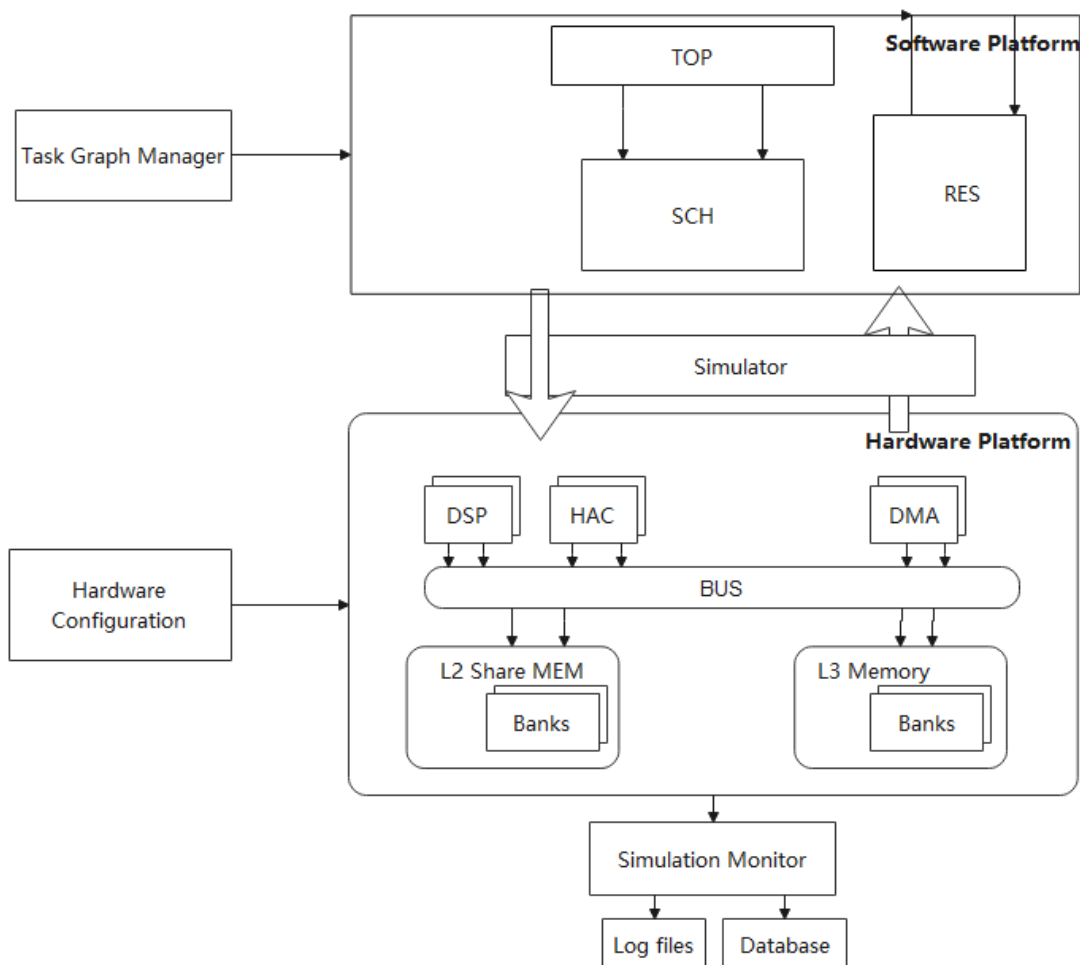 Software Platform
TOP
Task Graph Manager
SCH
RES
Simulator
Hardware Platform
DSP
HAC
DMA
BUS
Hardware
Configuration
L2 Share MEM
L3 Memory
Banks
Banks
Simulation Monitor
Log files
Database